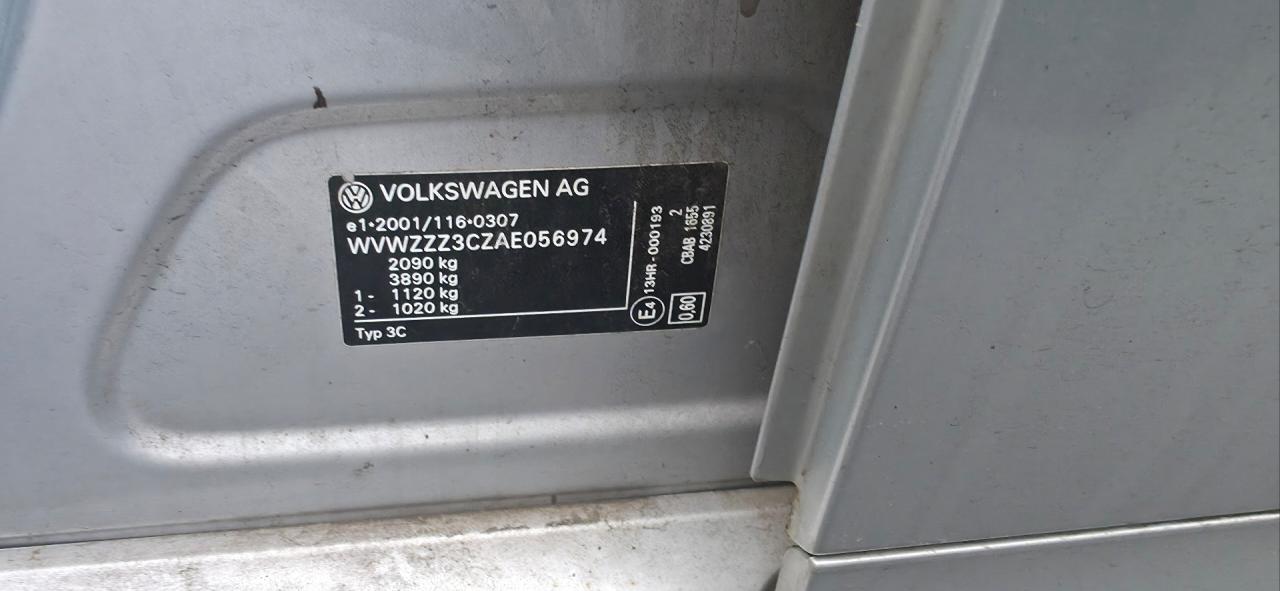 VOLKSWAGEN AG
e1*2001/116*0307
WVWZZZ3CZAE056974
2090 kg
3890 kg
1 - 1120 kg
2 - 1020 kg
Typ 3C
E4 13HR-000193
0,60
CBAB 1655 2
4230891